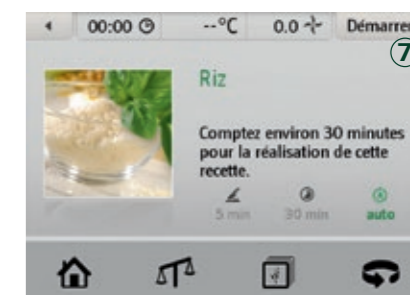 00:00 --°C 0.0 Démarrer
7
Riz
Comptez environ 30 minutes
pour la réalisation de cette
recette.
5 min 30 min auto